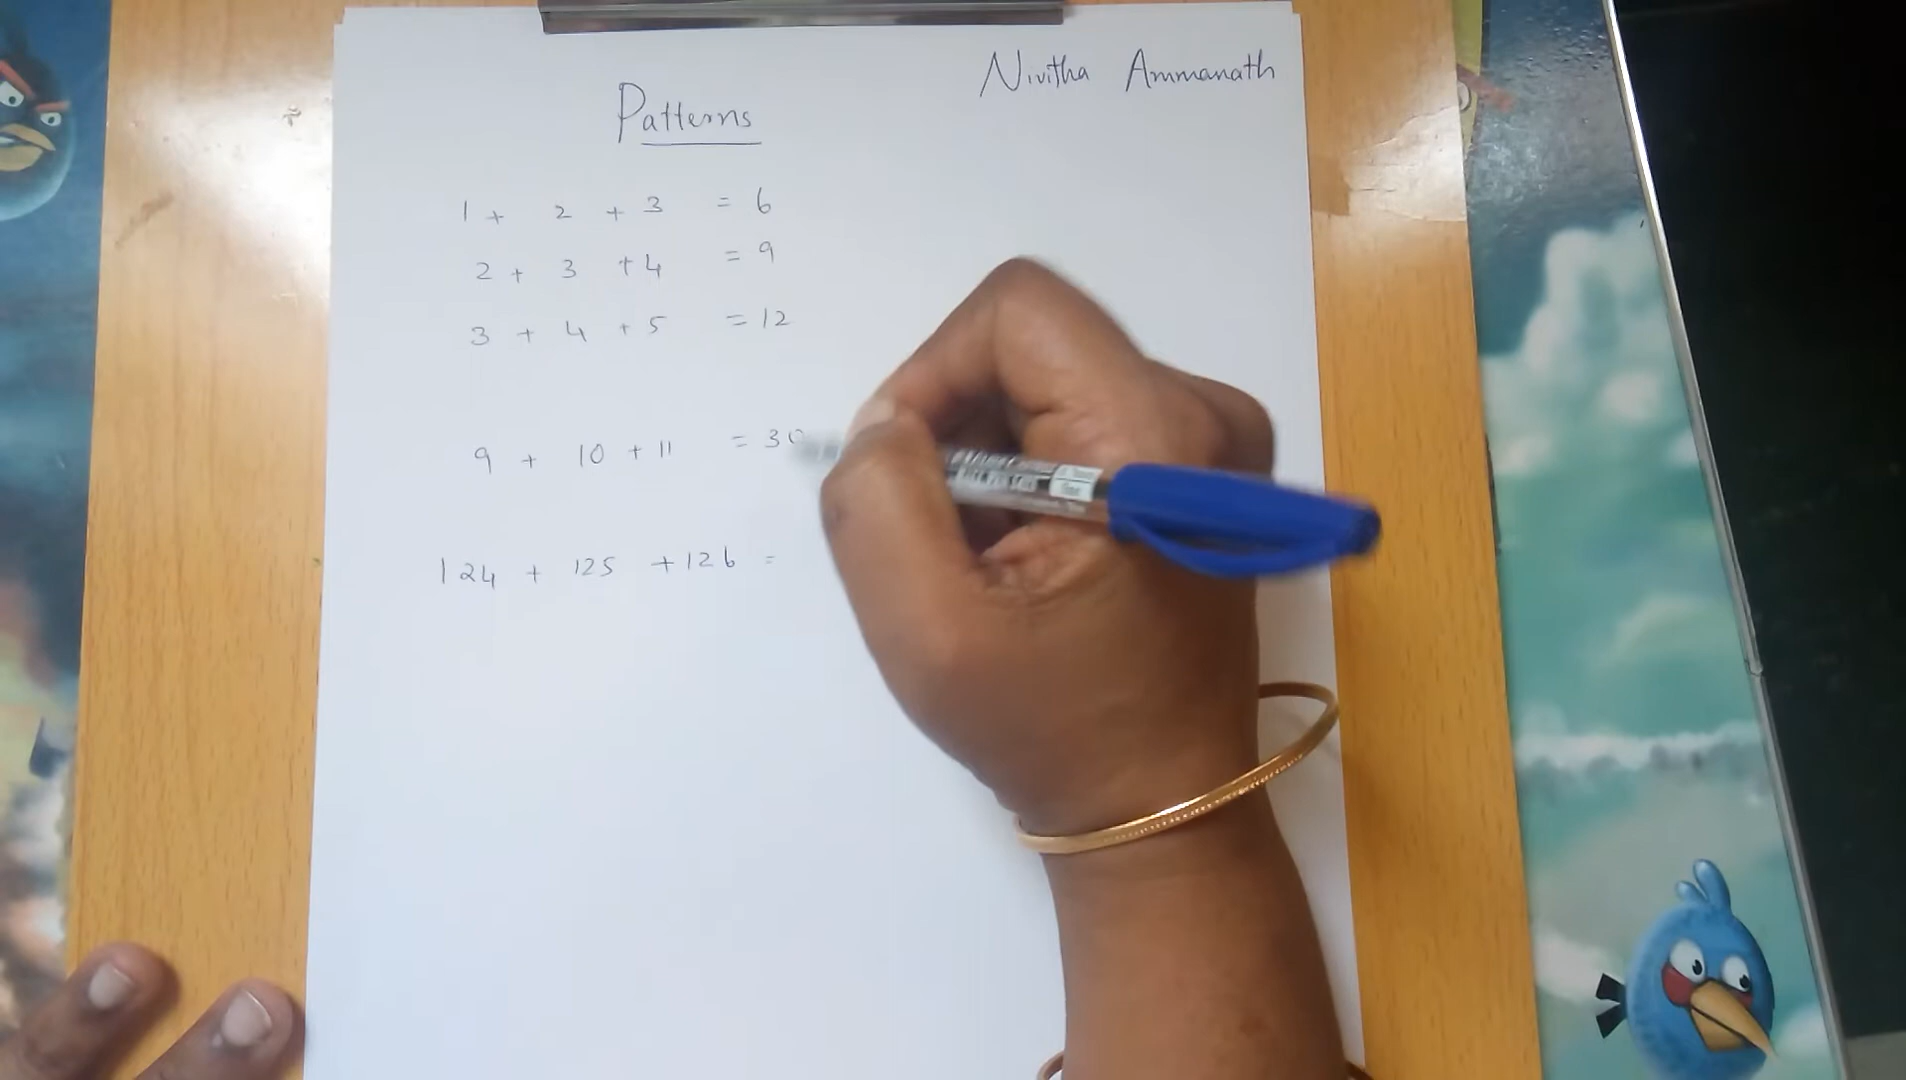 Nivitha Ammanath
Patterns
1 + 2 + 3 = 6
2 + 3 + 4 = 9
3 + 4 + 5 = 12
9 + 10 + 11 = 30
124 + 125 + 126 =